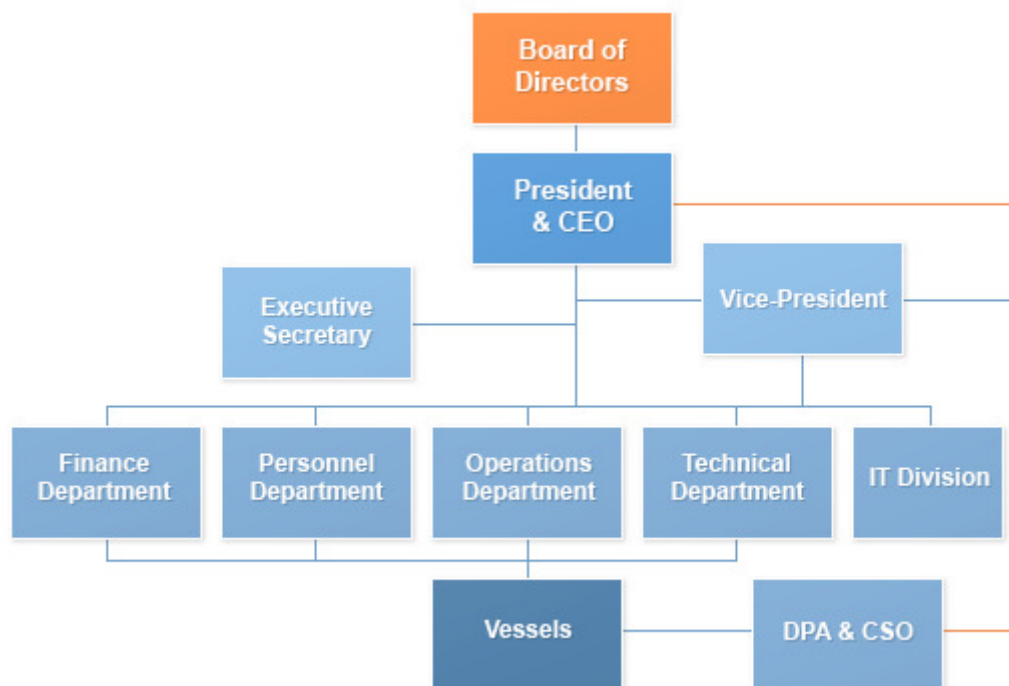 Board of
Directors
President
& CEO
Vice-President
Executive
Secretary
Finance
Department
Personnel
Department
Operations
Department
Technical
Department
IT Division
Vessels
DPA & CSO